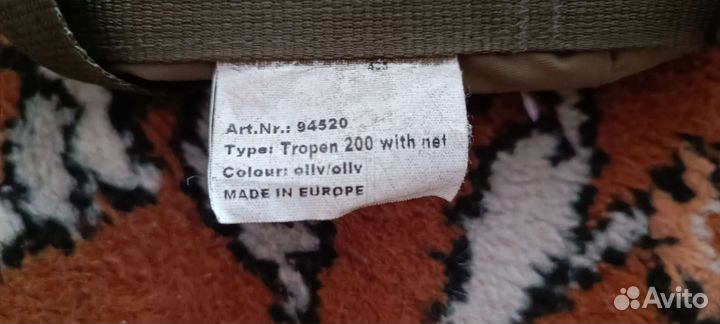 Art.Nr.: 94520
Type: Tropen 200 with net
Colour: oliv/oliv
MADE IN EUROPE
Avito